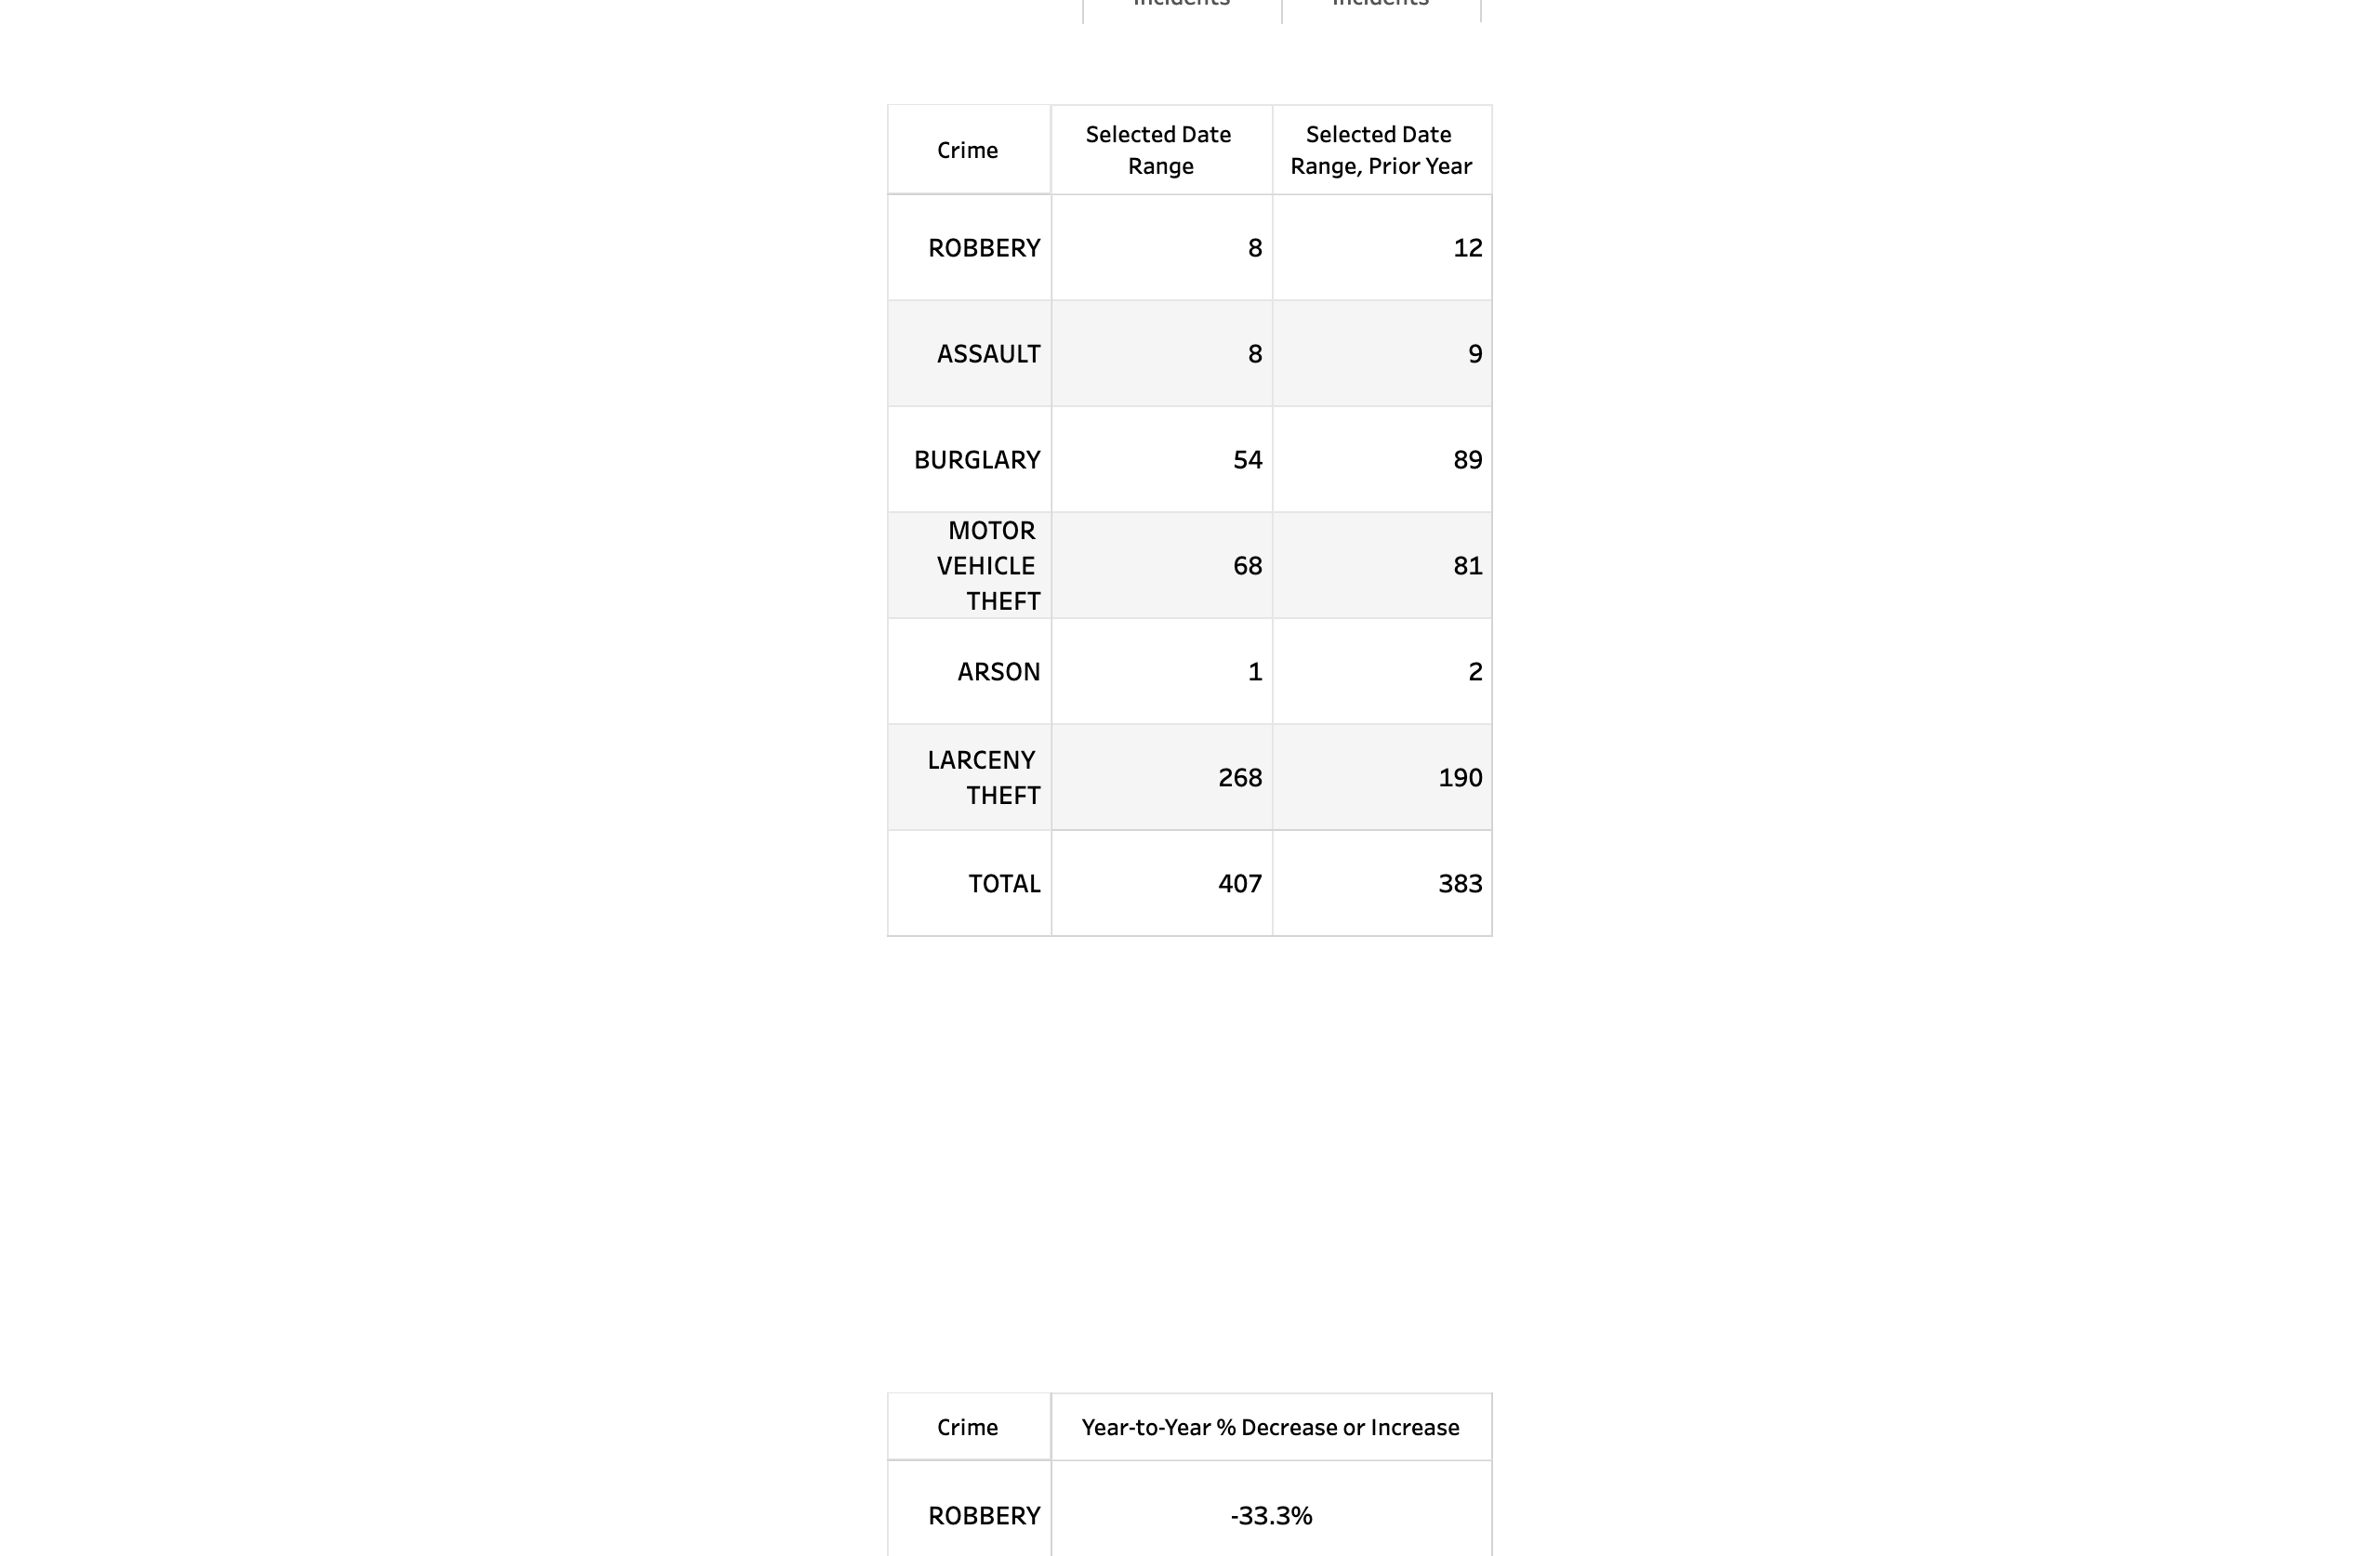 Incidents Incidents
Crime
Selected Date
Range
Selected Date
Range, Prior Year
ROBBERY 8 12
ASSAULT 8 9
BURGLARY 54 89
MOTOR
VEHICLE
THEFT
68 81
ARSON 1 2
LARCENY
THEFT
268 190
TOTAL 407 383
Crime Year-to-Year % Decrease or Increase
ROBBERY -33.3%